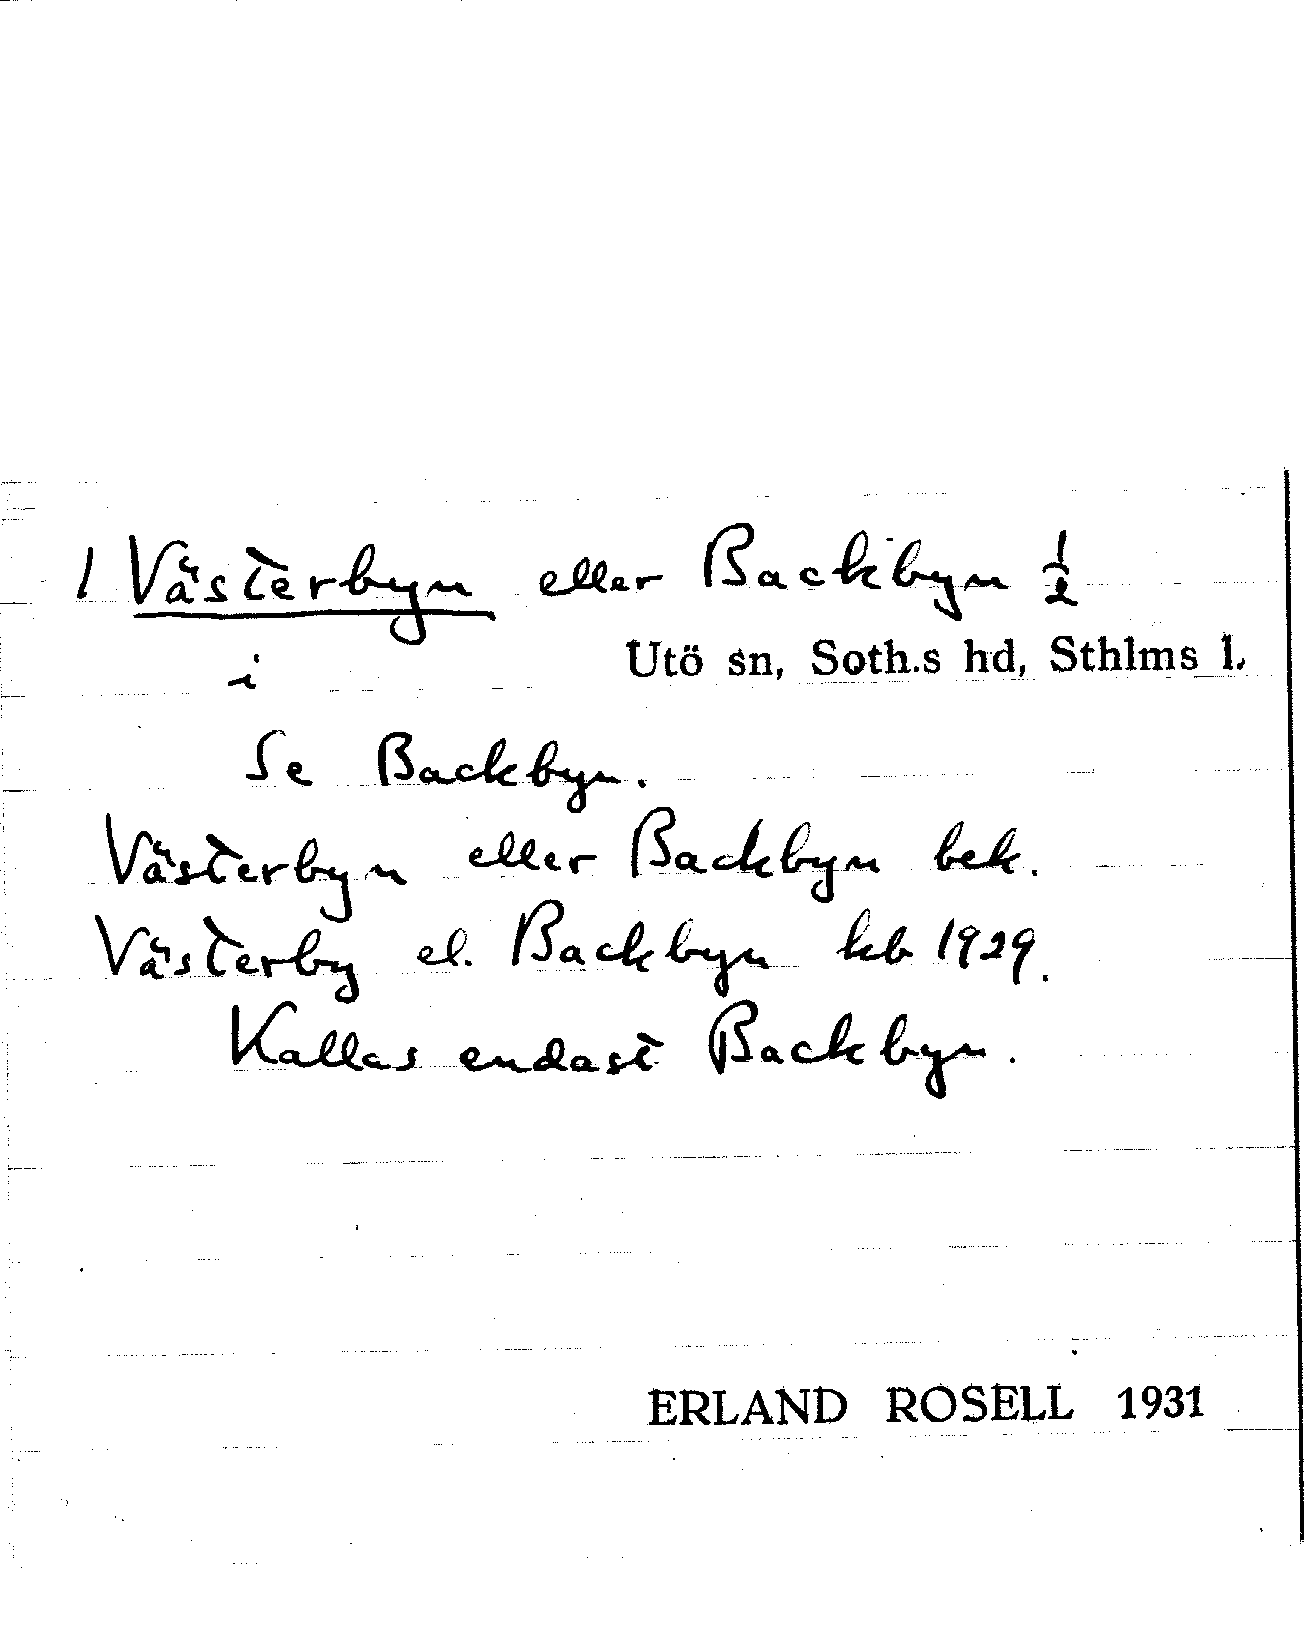 1 Västerbyn eller Backbyn ½
i Utö sn, Soth.s hd, Sthlms l.
Se Backbyn.
Västerbyn eller Backbyn bek.
Västerby el. Backbyn kb 1929.
Kallas endast Backbyn.
ERLAND ROSELL 1931